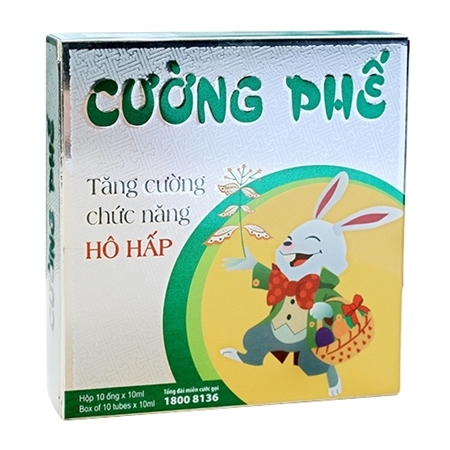 CƯỜNG PHẾ
CƯỜNG PHẾ
Tăng cường
chức năng
HÔ HẤP
Hộp 10 ống x 10ml
Box of 10 tubes x 10ml
Tổng đài miễn cước gọi
1800 8136